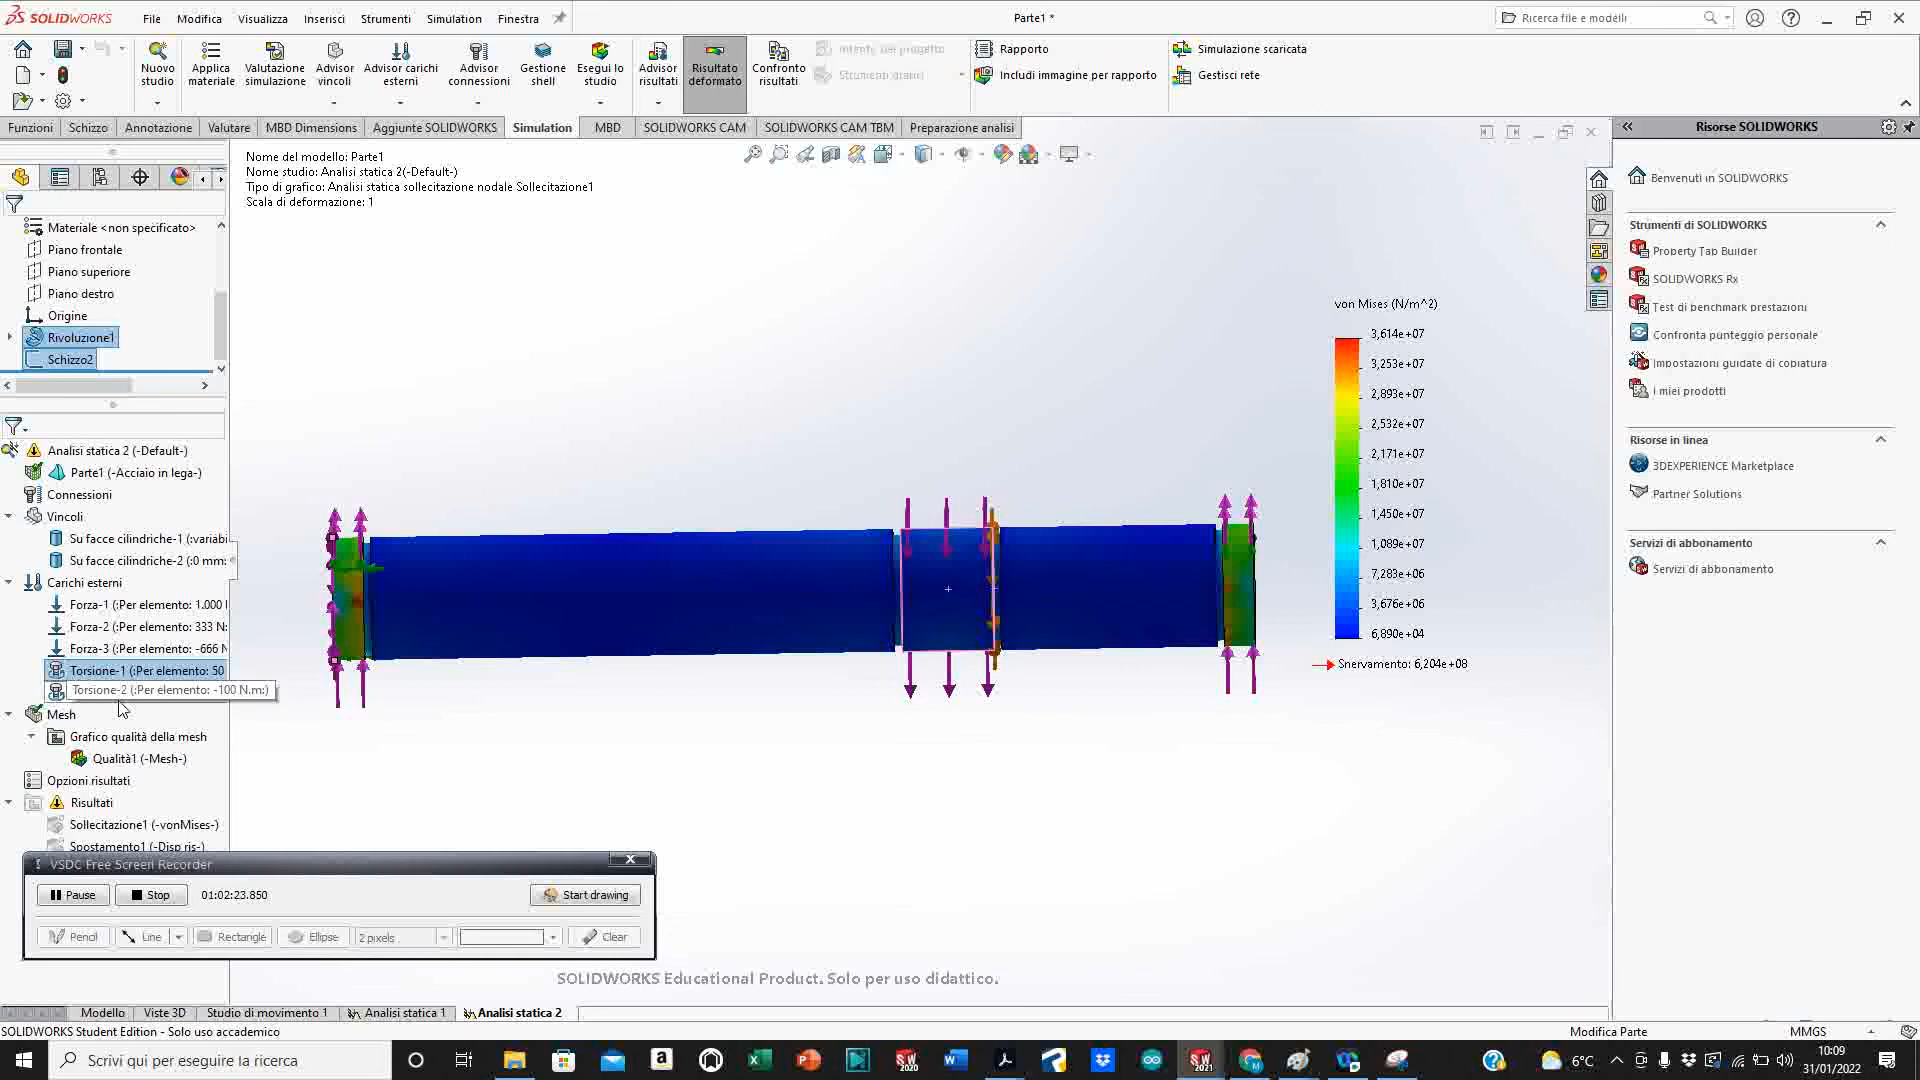 SOLIDWORKS
File
Modifica
Visualizza
Inserisci
Strumenti
Simulation
Finestra
Parte1 *
Ricerca file e modelli
Nuovo studio
Applica materiale
Valutazione simulazione
Advisor vincoli
Advisor carichi esterni
Advisor connessioni
Gestione shell
Esegui lo studio
Advisor risultati
Risultato deformato
Confronto risultati
Strumenti grafici
Rapporto
Includi immagine per rapporto
Simulazione scaricata
Gestisci rete
Funzioni
Schizzo
Annotazione
Valutare
MBD Dimensions
Aggiunte SOLIDWORKS
Simulation
MBD
SOLIDWORKS CAM
SOLIDWORKS CAM TBM
Preparazione analisi
Materiale <non specificato>
Piano frontale
Piano superiore
Piano destro
Origine
Rivoluzione1
Schizzo2
Analisi statica 2 (-Default-)
Parte1 (-Acciaio in lega-)
Connessioni
Vincoli
Su facce cilindriche-1 (:variabi
Su facce cilindriche-2 (:0 mm:
Carichi esterni
Forza-1 (:Per elemento: 1.000
Forza-2 (:Per elemento: 333 N:
Forza-3 (:Per elemento: -666 N
Torsione-1 (:Per elemento: 50
Torsione-2 (:Per elemento: -100 N.m:)
Mesh
Grafico qualità della mesh
Qualità1 (-Mesh-)
Opzioni risultati
Risultati
Sollecitazione1 (-vonMises-)
Spostamento1 (-Disp ris-)
Nome del modello: Parte1
Nome studio: Analisi statica 2(-Default-)
Tipo di grafico: Analisi statica sollecitazione nodale Sollecitazione1
Scala di deformazione: 1
von Mises (N/m^2)
3,614e+07
3,253e+07
2,893e+07
2,532e+07
2,171e+07
1,810e+07
1,450e+07
1,089e+07
7,283e+06
3,676e+06
6,890e+04
Snervamento: 6,204e+08
Risorse SOLIDWORKS
Benvenuti in SOLIDWORKS
Strumenti di SOLIDWORKS
Property Tap Builder
SOLIDWORKS Rx
Test di benchmark prestazioni
Confronta punteggio personale
Impostazioni guidate di copiatura
I miei prodotti
Risorse in linea
3DEXPERIENCE Marketplace
Partner Solutions
Servizi di abbonamento
Servizi di abbonamento
VSDC Free Screen Recorder
Pause
Stop
01:02:23.850
Start drawing
Pencil
Line
Rectangle
Ellipse
2 pixels
Clear
SOLIDWORKS Educational Product. Solo per uso didattico.
Modello
Viste 3D
Studio di movimento 1
Analisi statica 1
Analisi statica 2
SOLIDWORKS Student Edition - Solo uso accademico
Modifica Parte
MMGS
Scrivi qui per eseguire la ricerca
SW 2020
SW 2021
6°C
10:09
31/01/2022